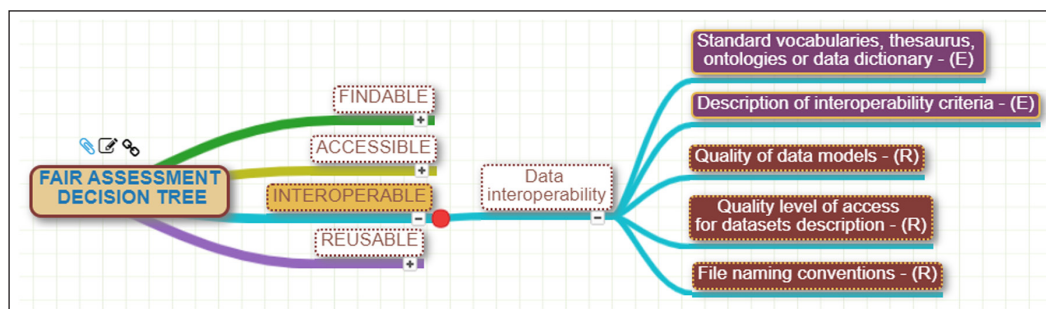 FAIR ASSESSMENT
DECISION TREE
FINDABLE
ACCESSIBLE
INTEROPERABLE
REUSABLE
Data
interoperability
Standard vocabularies, thesaurus,
ontologies or data dictionary - (E)
Description of interoperability criteria - (E)
Quality of data models - (R)
Quality level of access
for datasets description - (R)
File naming conventions - (R)